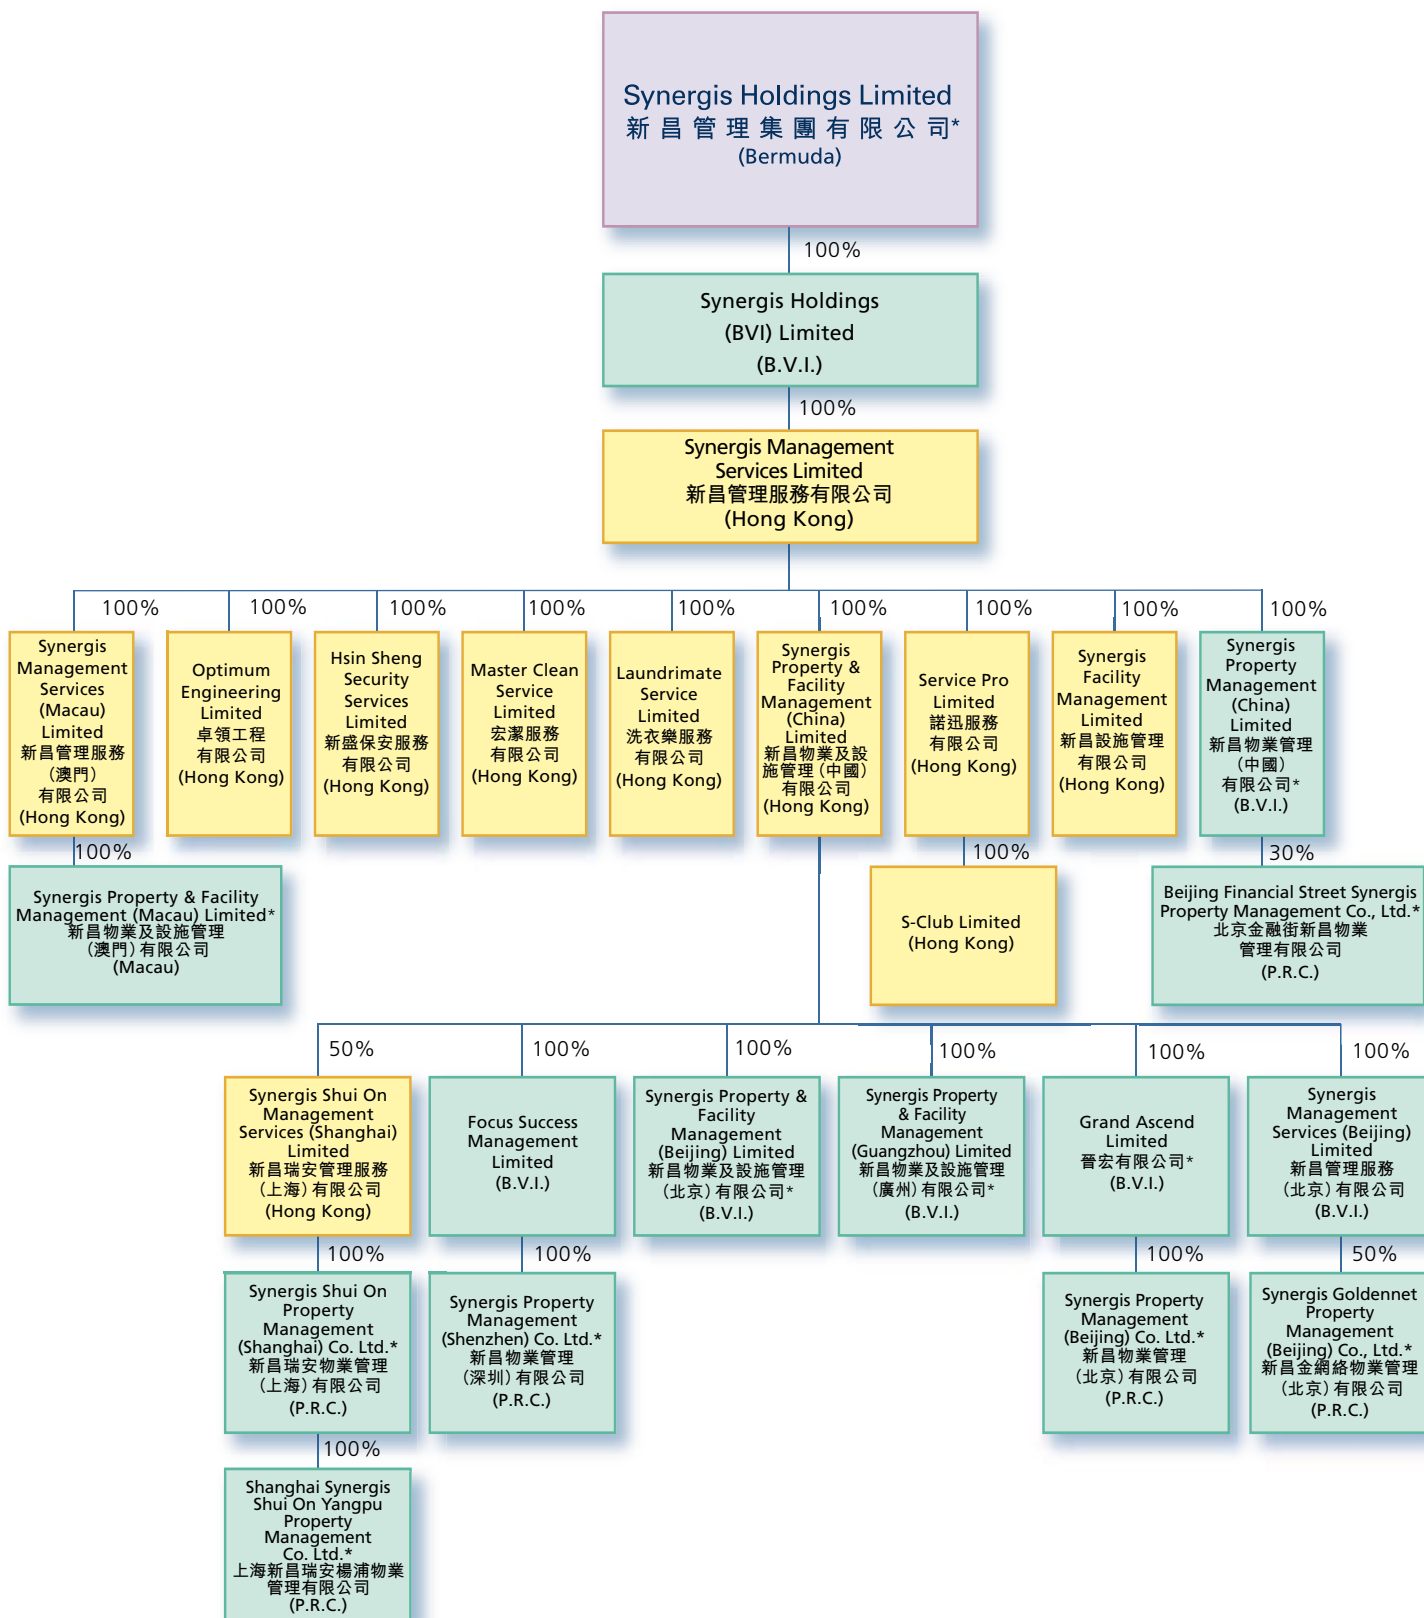 Synergis Holdings Limited
新昌管理集團有限公司*
(Bermuda)
100%
Synergis Holdings
(BVI) Limited
(B.V.I.)
100%
Synergis Management
Services Limited
新昌管理服務有限公司
(Hong Kong)
100%
100%
100%
100%
100%
100%
100%
100%
100%
Synergis
Management
Services
(Macau)
Limited
新昌管理服務
(澳門)
有限公司
(Hong Kong)
Optimum
Engineering
Limited
卓領工程
有限公司
(Hong Kong)
Hsin Sheng
Security
Services
Limited
新盛保安服務
有限公司
(Hong Kong)
Master Clean
Service
Limited
宏潔服務
有限公司
(Hong Kong)
Laundrimate
Service
Limited
洗衣樂服務
有限公司
(Hong Kong)
Synergis
Property &
Facility
Management
(China)
Limited
新昌物業及設
施管理(中國)
有限公司
(Hong Kong)
Service Pro
Limited
諾迅服務
有限公司
(Hong Kong)
Synergis
Facility
Management
Limited
新昌設施管理
有限公司
(Hong Kong)
Synergis
Property
Management
(China)
Limited
新昌物業管理
(中國)
有限公司*
(B.V.I.)
100%
100%
30%
Synergis Property & Facility
Management (Macau) Limited*
新昌物業及設施管理
(澳門)有限公司
(Macau)
S-Club Limited
(Hong Kong)
Beijing Financial Street Synergis
Property Management Co., Ltd.*
北京金融街新昌物業
管理有限公司
(P.R.C.)
50%
100%
100%
100%
100%
100%
Synergis Shui On
Management
Services (Shanghai)
Limited
新昌瑞安管理服務
(上海)有限公司
(Hong Kong)
Focus Success
Management
Limited
(B.V.I.)
Synergis Property &
Facility
Management
(Beijing) Limited
新昌物業及設施管理
(北京)有限公司*
(B.V.I.)
Synergis Property
& Facility
Management
(Guangzhou) Limited
新昌物業及設施管理
(廣州)有限公司*
(B.V.I.)
Grand Ascend
Limited
晉宏有限公司*
(B.V.I.)
Synergis
Management
Services (Beijing)
Limited
新昌管理服務
(北京)有限公司
(B.V.I.)
100%
100%
100%
50%
Synergis Shui On
Property
Management
(Shanghai) Co. Ltd.*
新昌瑞安物業管理
(上海)有限公司
(P.R.C.)
Synergis Property
Management
(Shenzhen) Co. Ltd.*
新昌物業管理
(深圳)有限公司
(P.R.C.)
Synergis Property
Management
(Beijing) Co. Ltd.*
新昌物業管理
(北京)有限公司
(P.R.C.)
Synergis Goldennet
Property
Management
(Beijing) Co., Ltd.*
新昌金網絡物業管理
(北京)有限公司
(P.R.C.)
100%
Shanghai Synergis
Shui On Yangpu
Property
Management
Co. Ltd.*
上海新昌瑞安楊浦物業
管理有限公司
(P.R.C.)